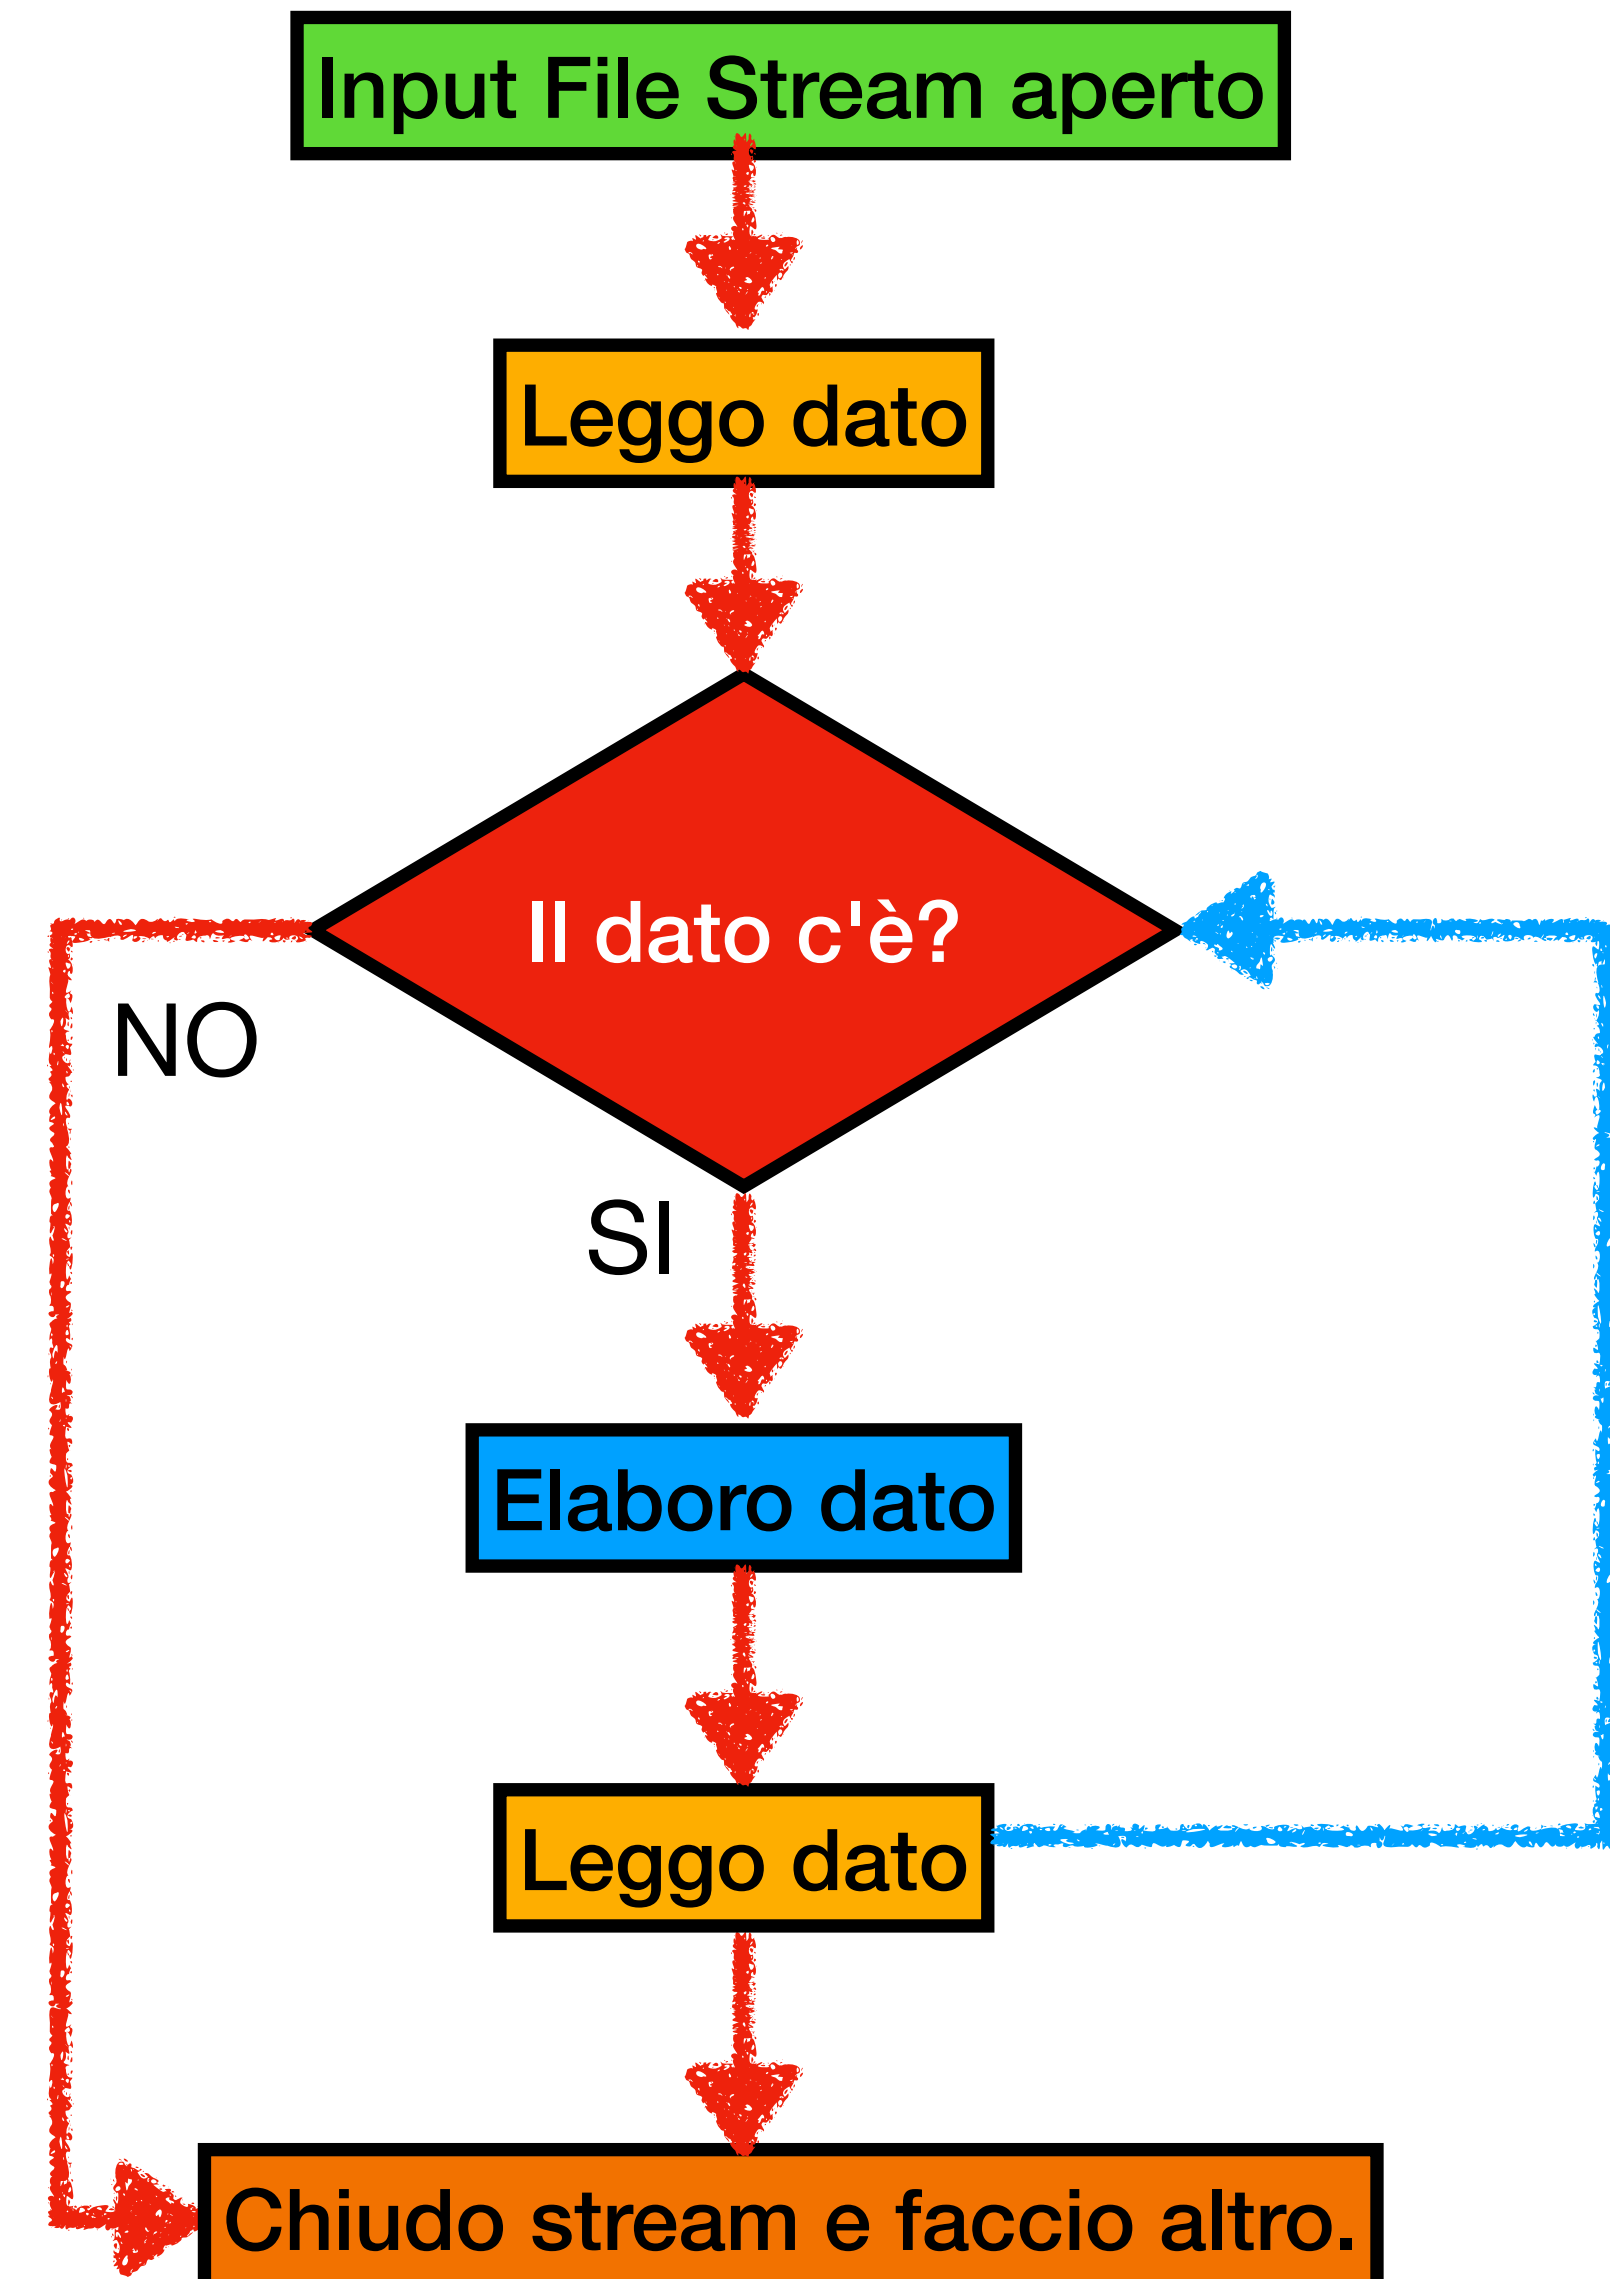 Input File Stream aperto
Leggo dato
Il dato c'è?
NO
SI
Elaboro dato
Leggo dato
Chiudo stream e faccio altro.